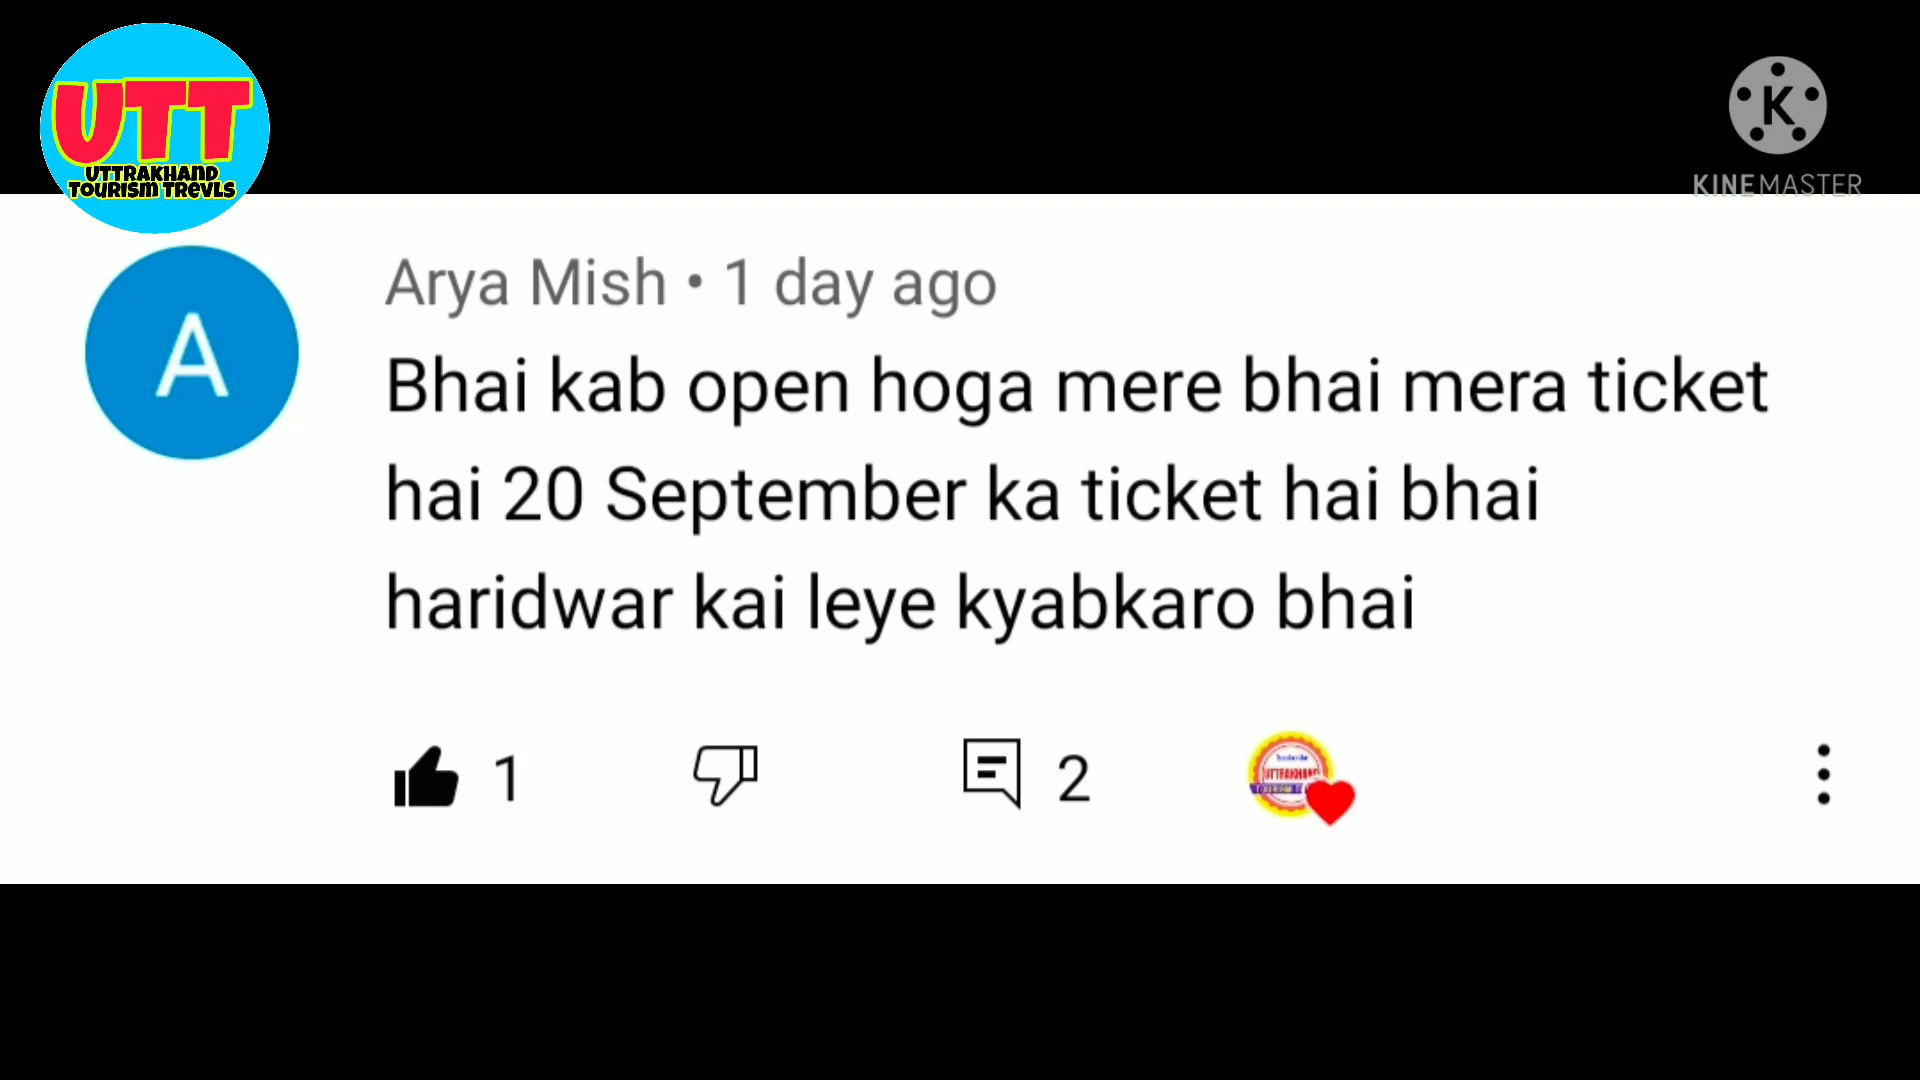 UTT
UTTRAKHAND
TOURISM TREVLS
K
KINEMASTER
A
Arya Mish • 1 day ago
Bhai kab open hoga mere bhai mera ticket
hai 20 September ka ticket hai bhai
haridwar kai leye kyabkaro bhai
1
2
UTTRAKHAND